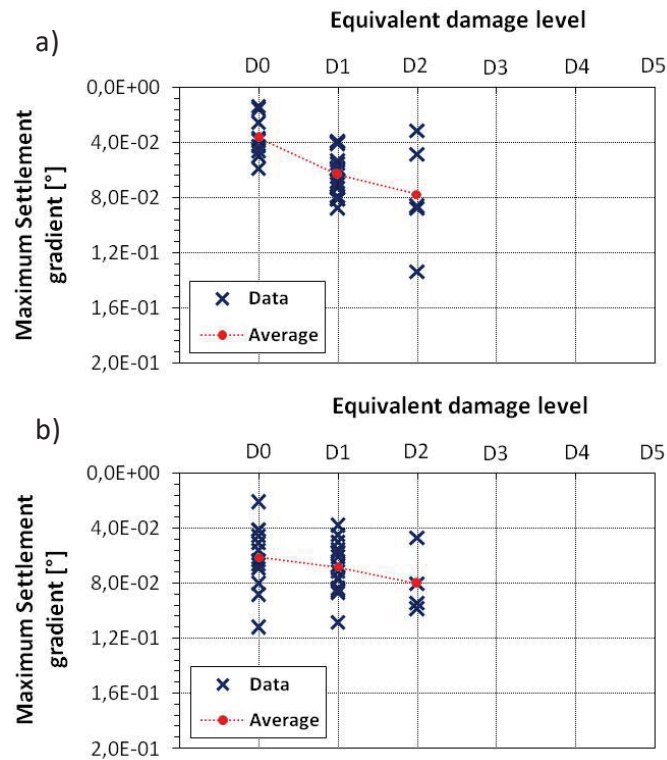 a)
Equivalent damage level
D0 D1 D2 D3 D4 D5
Maximum Settlement
gradient [°]
0,0E+00
4,0E-02
8,0E-02
1,2E-01
1,6E-01
2,0E-01
Data
Average
b)
Equivalent damage level
D0 D1 D2 D3 D4 D5
Maximum Settlement
gradient [°]
0,0E+00
4,0E-02
8,0E-02
1,2E-01
1,6E-01
2,0E-01
Data
Average